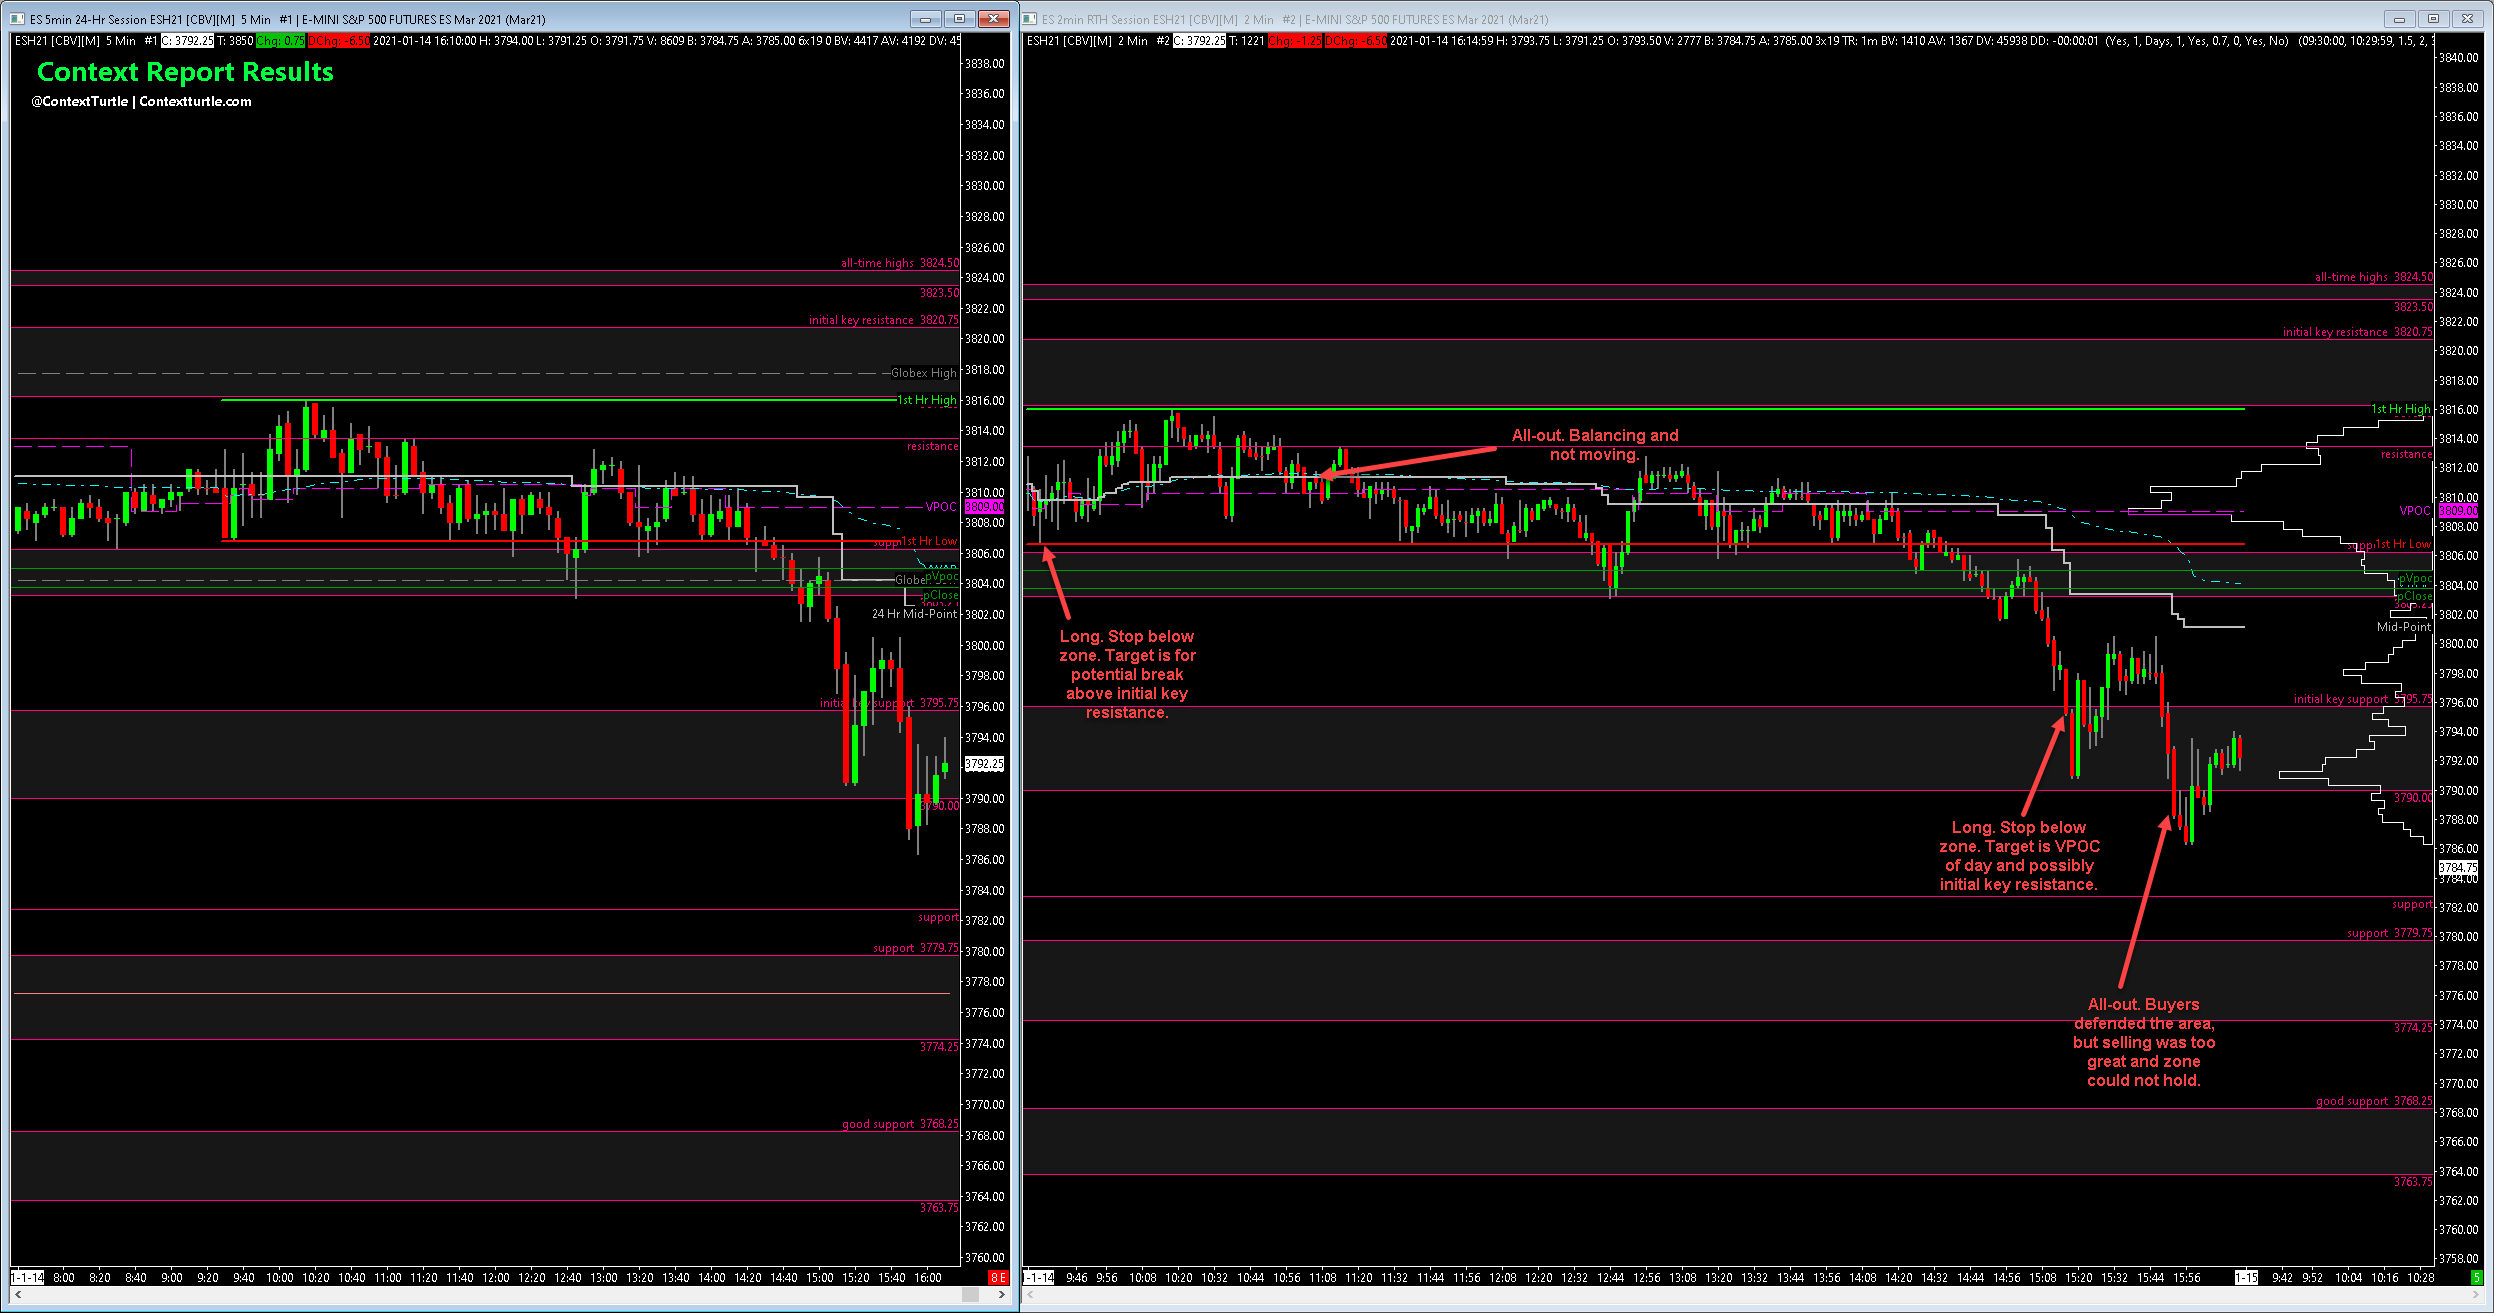 ES 5min 24-Hr Session ESH21 [CBV][M] 5 Min #1 | E-MINI S&P 500 FUTURES ES Mar 2021 (Mar21)
ESH21 [CBV][M] 5 Min #1 C: 3792.25 T: 3850 Chg: 0.75 DChg: -6.50 2021-01-14 16:10:00 H: 3794.00 L: 3791.25 O: 3791.75 V: 8609 B: 3784.75 A: 3785.00 6x19 0 BV: 4417 AV: 4192 DV: 45
Context Report Results
@ContextTurtle | Contextturtle.com
all-time highs 3824.50
3823.50
initial key resistance 3820.75
Globex High
1st Hr High
resistance
VPOC
1st Hr Low
pVpoc
pClose
24 Hr Mid-Point
initial key support 3795.75
3790.00
support
support 3779.75
3774.25
good support 3768.25
3763.75
3838.00
3836.00
3834.00
3832.00
3830.00
3828.00
3826.00
3824.00
3822.00
3820.00
3818.00
3816.00
3814.00
3812.00
3810.00
3809.00
3808.00
3806.00
3804.00
3802.00
3800.00
3798.00
3796.00
3794.00
3792.25
3790.00
3788.00
3786.00
3784.00
3782.00
3780.00
3778.00
3776.00
3774.00
3772.00
3770.00
3768.00
3766.00
3764.00
3762.00
3760.00
1-1-14 8:00 8:20 8:40 9:00 9:20 9:40 10:00 10:20 10:40 11:00 11:20 11:40 12:00 12:20 12:40 13:00 13:20 13:40 14:00 14:20 14:40 15:00 15:20 15:40 16:00 8 E
ES 2min RTH Session ESH21 [CBV][M] 2 Min #2 | E-MINI S&P 500 FUTURES ES Mar 2021 (Mar21)
ESH21 [CBV][M] 2 Min #2 C: 3792.25 T: 1221 Chg: -1.25 DChg: -6.50 2021-01-14 16:14:59 H: 3793.75 L: 3791.25 O: 3793.50 V: 2777 B: 3784.75 A: 3785.00 3x19 TR: 1m BV: 1410 AV: 1367 DV: 45938 DD: -00:00:01 (Yes, 1, Days, 1, Yes, 0.7, 0, Yes, No) (09:30:00, 10:29:59, 1.5, 2,
all-time highs 3824.50
3823.50
initial key resistance 3820.75
1st Hr High
All-out. Balancing and
not moving.
resistance
VPOC
1st Hr Low
pVpoc
pClose
Mid-Point
Long. Stop below
zone. Target is for
potential break
above initial key
resistance.
initial key support 3795.75
3790.00
Long. Stop below
zone. Target is VPOC
of day and possibly
initial key resistance.
support
support 3779.75
All-out. Buyers
defended the area,
but selling was too
great and zone
could not hold.
3774.25
good support 3768.25
3763.75
3840.00
3838.00
3836.00
3834.00
3832.00
3830.00
3828.00
3826.00
3824.00
3822.00
3820.00
3818.00
3816.00
3814.00
3812.00
3810.00
3809.00
3808.00
3806.00
3804.00
3802.00
3800.00
3798.00
3796.00
3794.00
3792.00
3790.00
3788.00
3786.00
3784.75
3784.00
3782.00
3780.00
3778.00
3776.00
3774.00
3772.00
3770.00
3768.00
3766.00
3764.00
3762.00
3760.00
3758.00
1-1-14 9:46 9:56 10:08 10:20 10:32 10:44 10:56 11:08 11:20 11:32 11:44 11:56 12:08 12:20 12:32 12:44 12:56 13:08 13:20 13:32 13:44 13:56 14:08 14:20 14:32 14:44 14:56 15:08 15:20 15:32 15:44 15:56 1-15 9:42 9:52 10:04 10:16 10:28 5